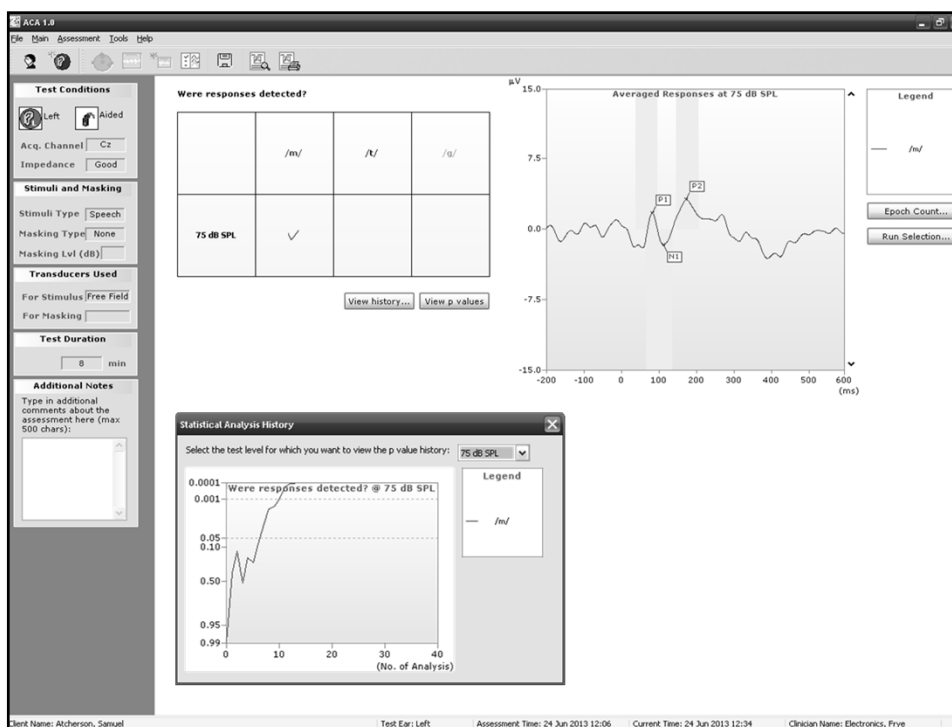 ACA 1.0
File Main Assessment Tools Help
Test Conditions
Left Aided
Acq. Channel Cz
Impedance Good
Stimuli and Masking
Stimuli Type Speech
Masking Type None
Masking Lvl (dB)
Transducers Used
For Stimulus Free Field
For Masking
Test Duration
8 min
Additional Notes
Type in additional
comments about the
assessment here (max
500 chars):
Were responses detected?
/m/ /t/ /g/
75 dB SPL
View history... View p values
µV
Averaged Responses at 75 dB SPL
15.0
7.5
0.0
-7.5
-15.0
P1
P2
N1
-200 -100 0 100 200 300 400 500 600
(ms)
Legend
/m/
Epoch Count...
Run Selection...
Statistical Analysis History
Select the test level for which you want to view the p value history: 75 dB SPL
Were responses detected? @ 75 dB SPL
0.0001
0.001
0.05
0.10
0.50
0.95
0.99
0 10 20 30 40
(No. of Analysis)
Legend
/m/
Client Name: Atcherson, Samuel Test Ear: Left Assessment Time: 24 Jun 2013 12:06 Current Time: 24 Jun 2013 12:34 Clinician Name: Electronics, Frye